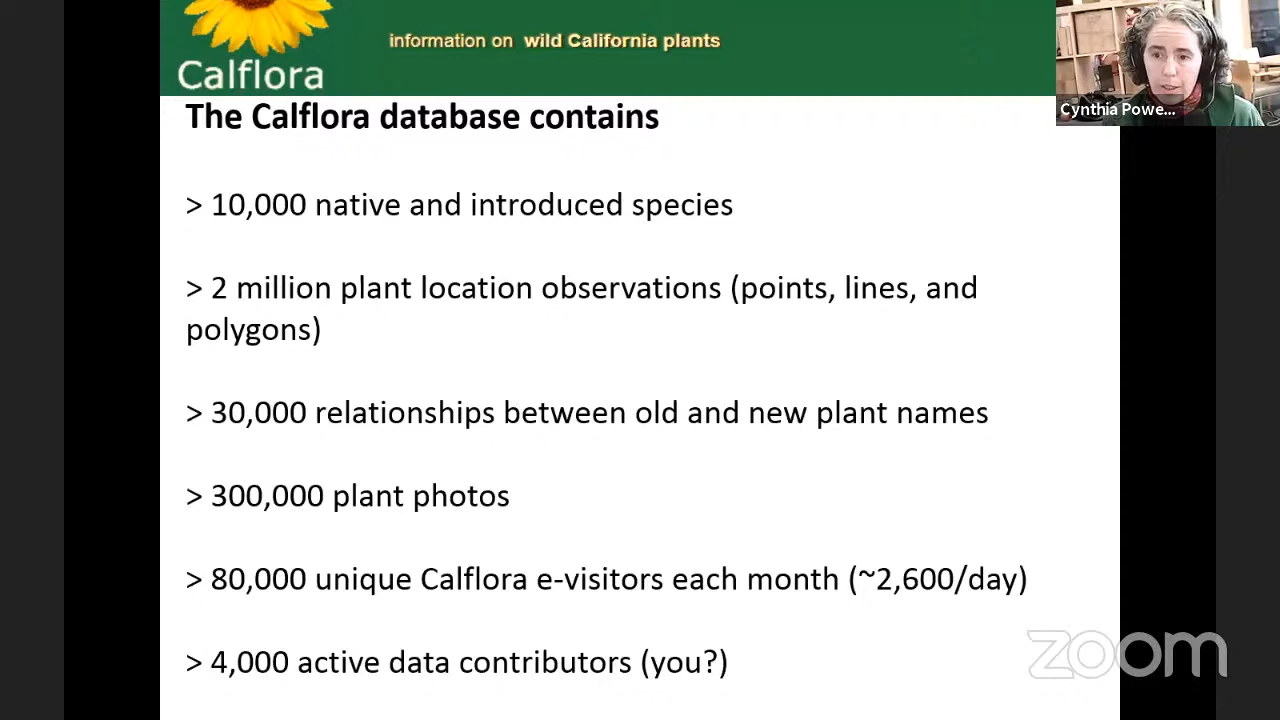 Calflora
information on wild California plants
Cynthia Powe...
The Calflora database contains
> 10,000 native and introduced species
> 2 million plant location observations (points, lines, and
polygons)
> 30,000 relationships between old and new plant names
> 300,000 plant photos
> 80,000 unique Calflora e-visitors each month (~2,600/day)
> 4,000 active data contributors (you?)
zoom